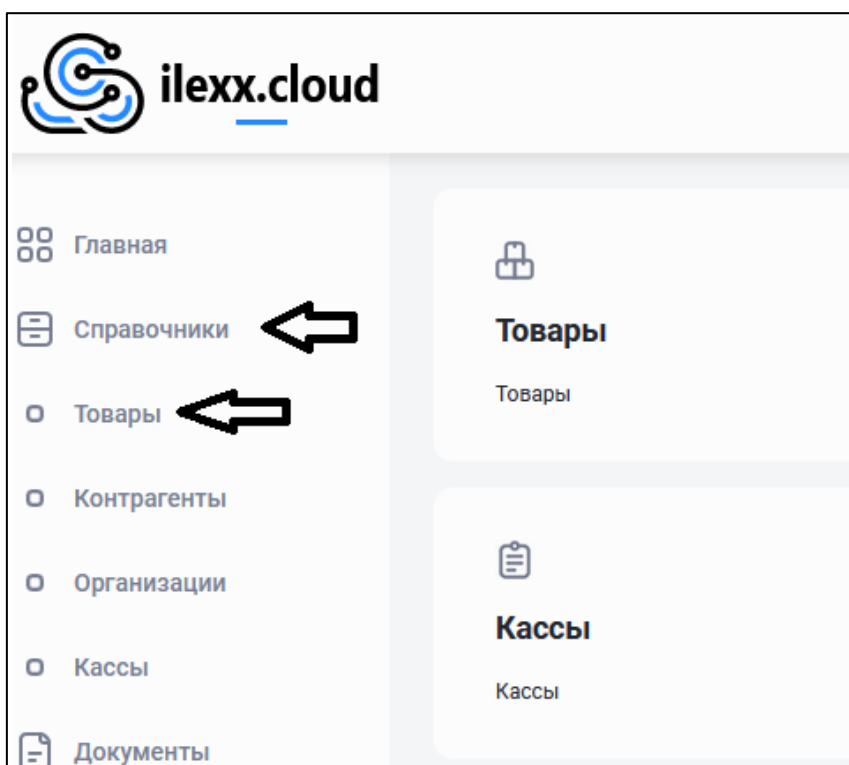 ilexx.cloud
Главная
Справочники
Товары
Контрагенты
Организации
Кассы
Документы
Товары
Товары
Кассы
Кассы